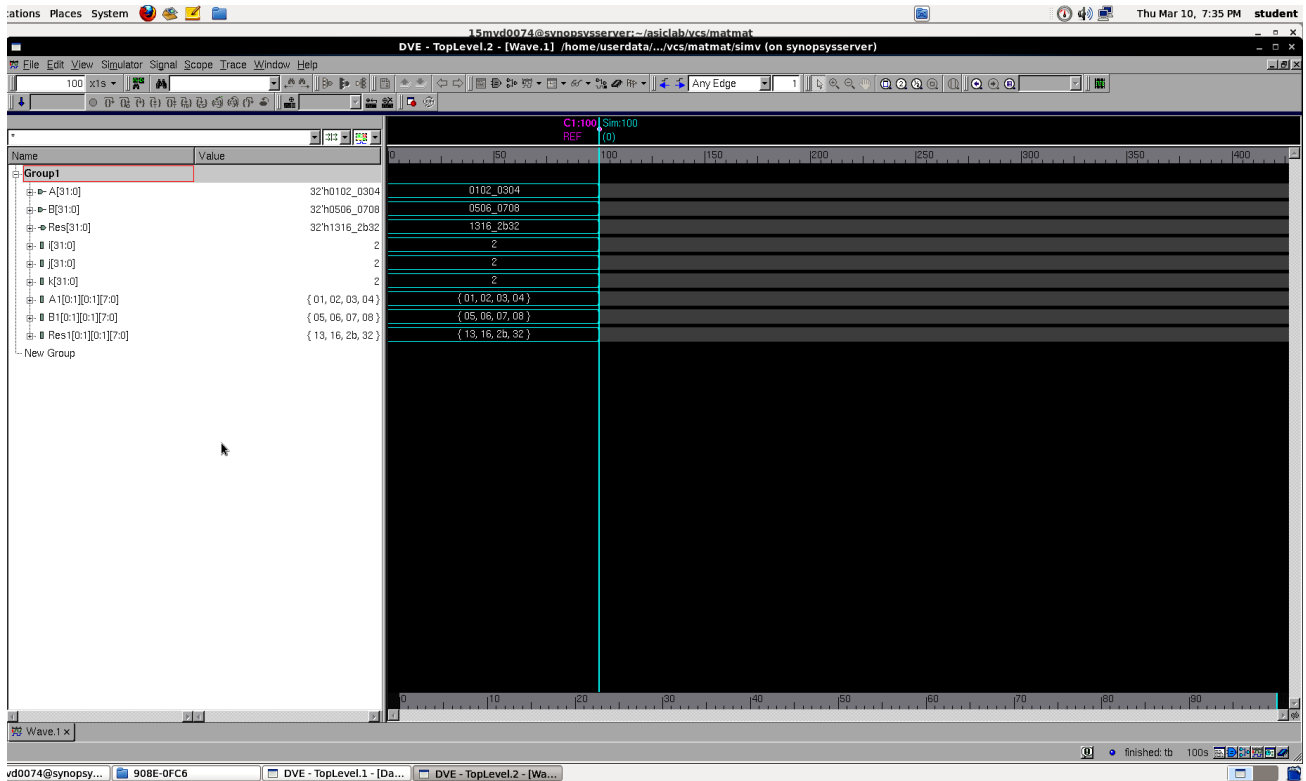 ations Places System Thu Mar 10, 7:35 PM student
15mvd0074@synopsysserver:~/asiclab/vcs/matmat
DVE - TopLevel.2 - [Wave.1] /home/userdata/.../vcs/matmat/simv (on synopsysserver)
File Edit View Simulator Signal Scope Trace Window Help
100 x1s Any Edge 1
C1:100 Sim:100
* REF (0)
Name Value 0 50 100 150 200 250 300 350 400
Group1
A[31:0] 32'h0102_0304 0102_0304
B[31:0] 32'h0506_0708 0506_0708
Res[31:0] 32'h1316_2b32 1316_2b32
i[31:0] 2 2
j[31:0] 2 2
k[31:0] 2 2
A1[0:1][0:1][7:0] { 01, 02, 03, 04 } { 01, 02, 03, 04 }
B1[0:1][0:1][7:0] { 05, 06, 07, 08 } { 05, 06, 07, 08 }
Res1[0:1][0:1][7:0] { 13, 16, 2b, 32 } { 13, 16, 2b, 32 }
New Group
0 10 20 30 40 50 60 70 80 90
Wave.1
finished: tb 100s
vd0074@synopsy... 908E-0FC6 DVE - TopLevel.1 - [Da... DVE - TopLevel.2 - [Wa...